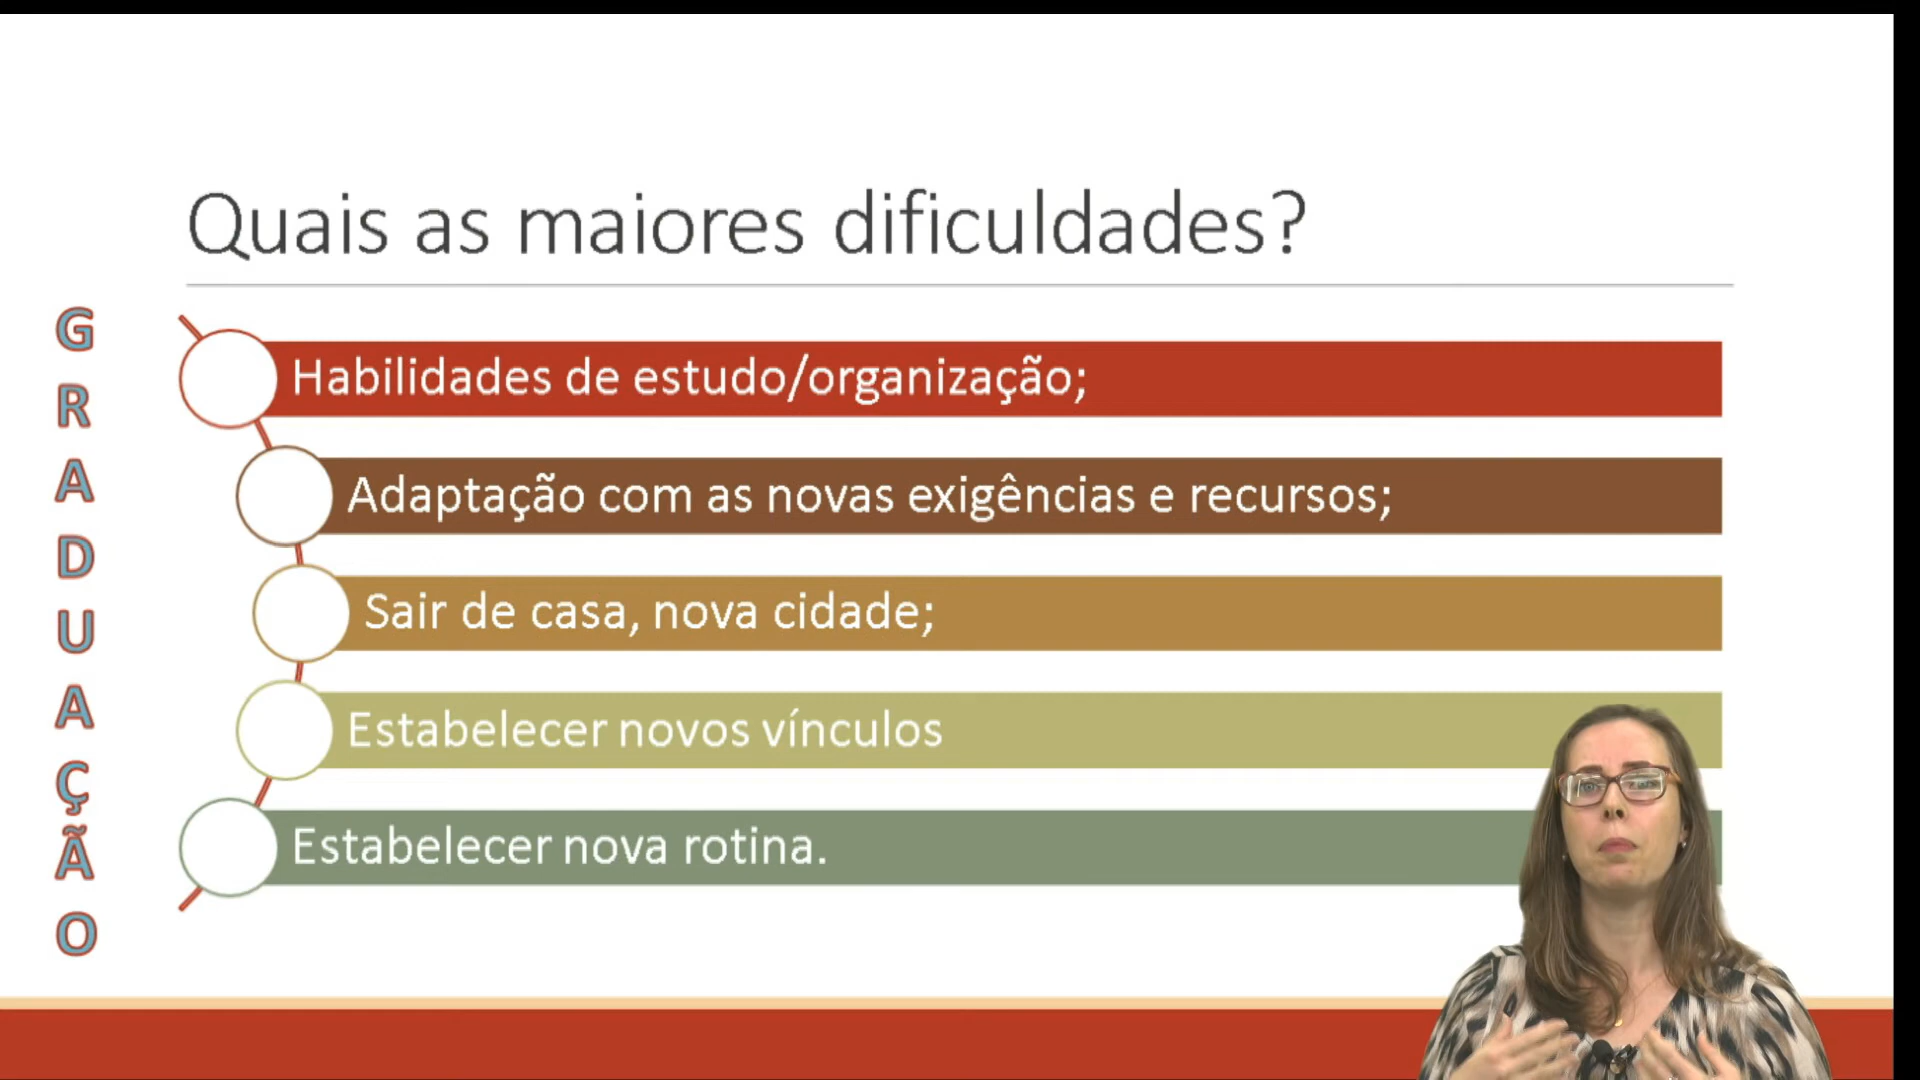 Quais as maiores dificuldades?
GRADUAÇÃO
Habilidades de estudo/organização;
Adaptação com as novas exigências e recursos;
Sair de casa, nova cidade;
Estabelecer novos vínculos
Estabelecer nova rotina.